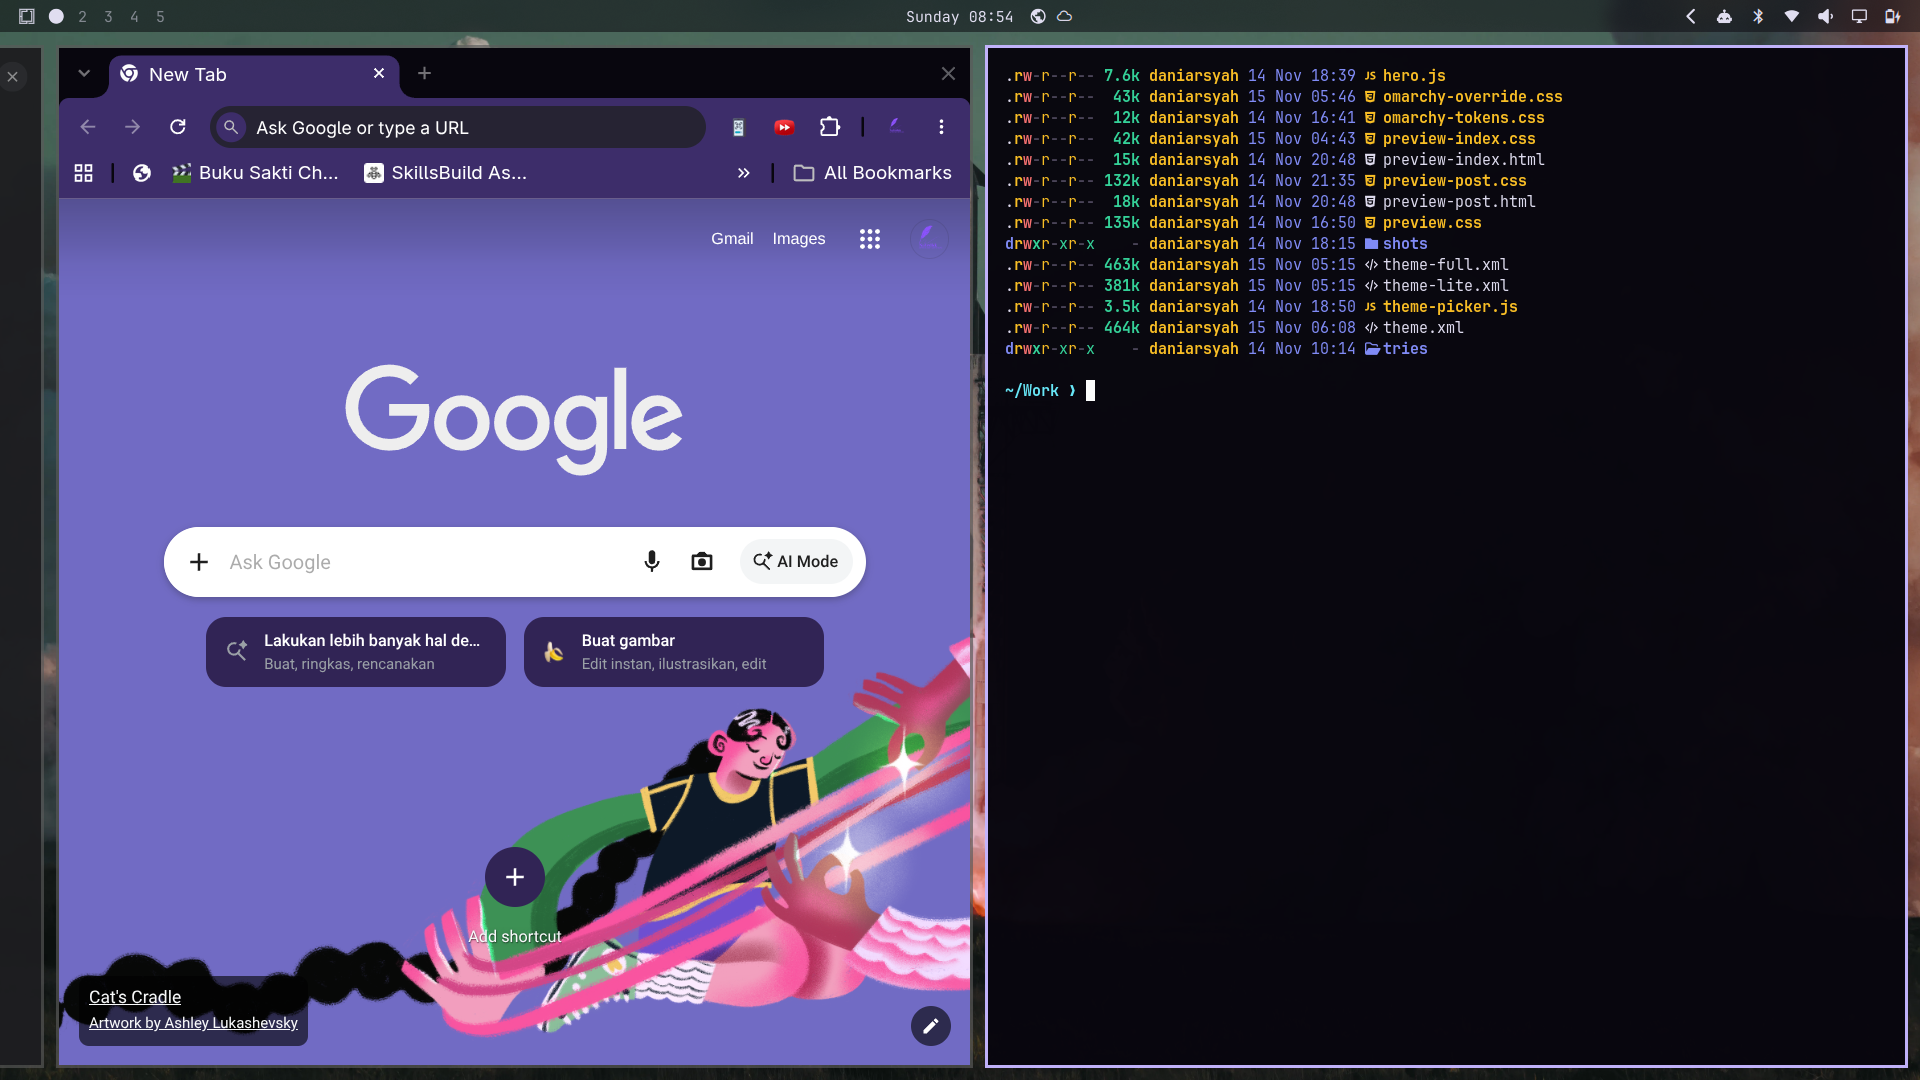 2 3 4 5
Sunday 08:54
New Tab
Ask Google or type a URL
Buku Sakti Ch...
SkillsBuild As...
All Bookmarks
Gmail
Images
Google
Ask Google
AI Mode
Lakukan lebih banyak hal de...
Buat, ringkas, rencanakan
Buat gambar
Edit instan, ilustrasikan, edit
Add shortcut
Cat's Cradle
Artwork by Ashley Lukashevsky
.rw-r--r-- 7.6k daniarsyah 14 Nov 18:39 JS hero.js
.rw-r--r-- 43k daniarsyah 15 Nov 05:46 omarchy-override.css
.rw-r--r-- 12k daniarsyah 14 Nov 16:41 omarchy-tokens.css
.rw-r--r-- 42k daniarsyah 15 Nov 04:43 preview-index.css
.rw-r--r-- 15k daniarsyah 14 Nov 20:48 preview-index.html
.rw-r--r-- 132k daniarsyah 14 Nov 21:35 preview-post.css
.rw-r--r-- 18k daniarsyah 14 Nov 20:48 preview-post.html
.rw-r--r-- 135k daniarsyah 14 Nov 16:50 preview.css
drwxr-xr-x - daniarsyah 14 Nov 18:15 shots
.rw-r--r-- 463k daniarsyah 15 Nov 05:15 theme-full.xml
.rw-r--r-- 381k daniarsyah 15 Nov 05:15 theme-lite.xml
.rw-r--r-- 3.5k daniarsyah 14 Nov 18:50 JS theme-picker.js
.rw-r--r-- 464k daniarsyah 15 Nov 06:08 theme.xml
drwxr-xr-x - daniarsyah 14 Nov 10:14 tries
~/Work ❯